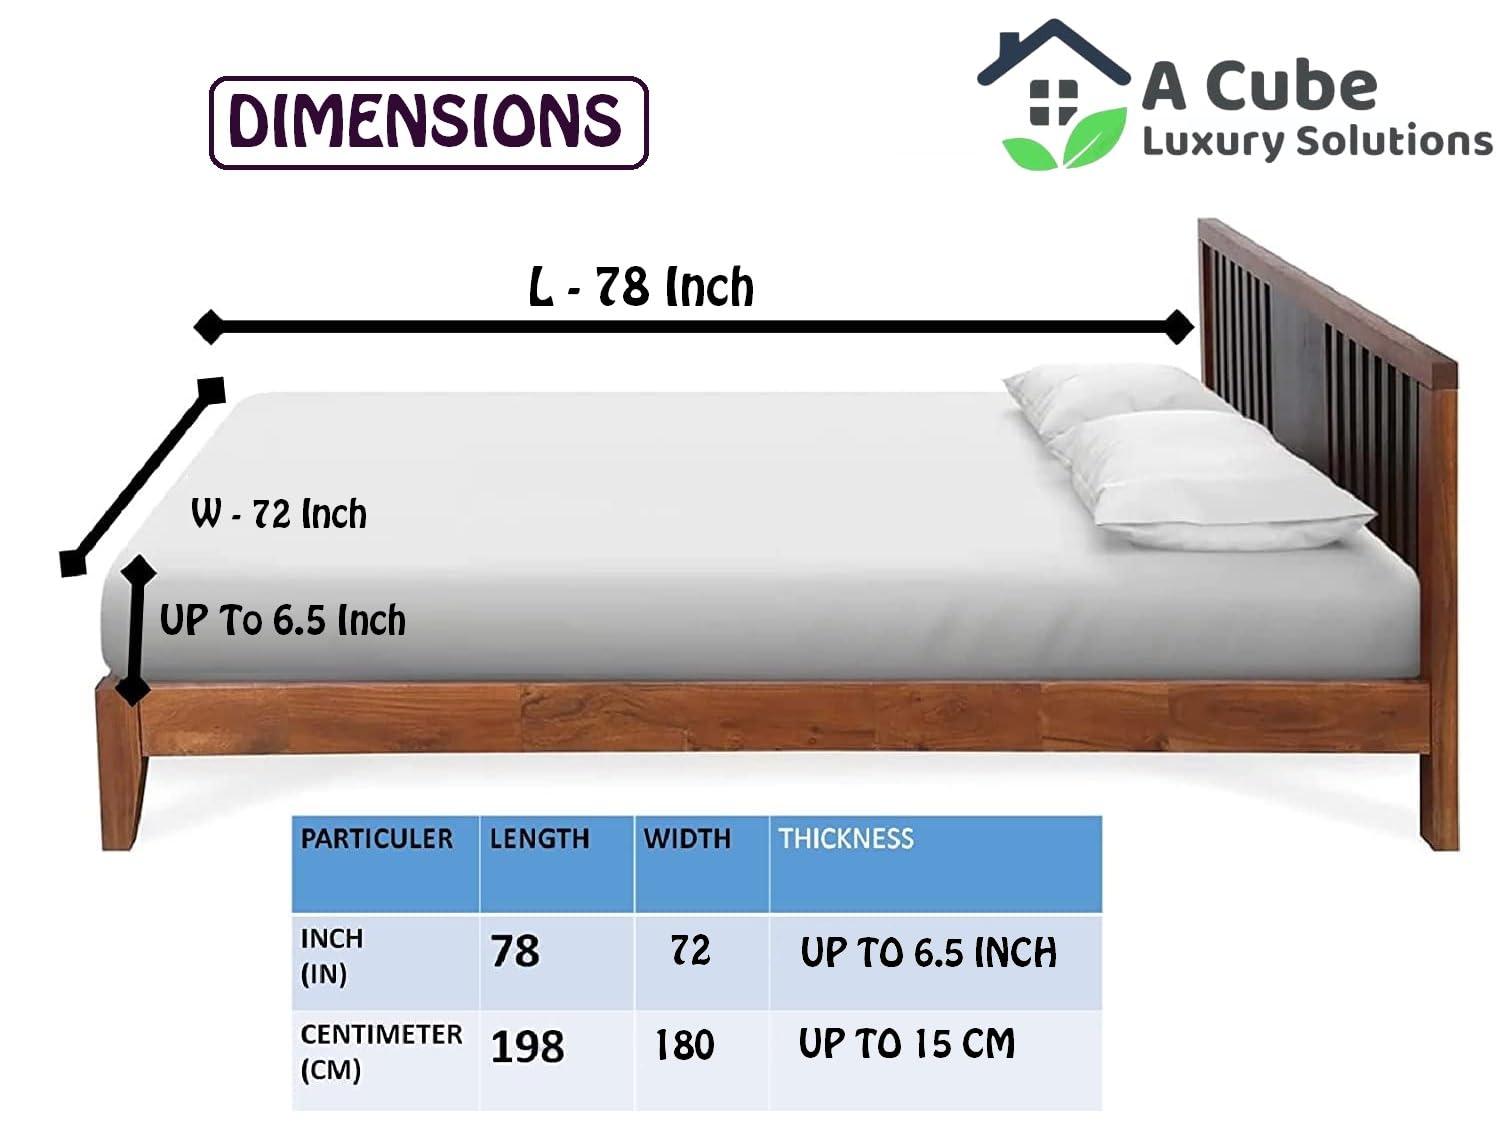 DIMENSIONS
A Cube
Luxury Solutions
L - 78 Inch
W - 72 Inch
UP To 6.5 Inch
PARTICULER LENGTH WIDTH THICKNESS
INCH (IN) 78 72 UP TO 6.5 INCH
CENTIMETER (CM) 198 180 UP TO 15 CM